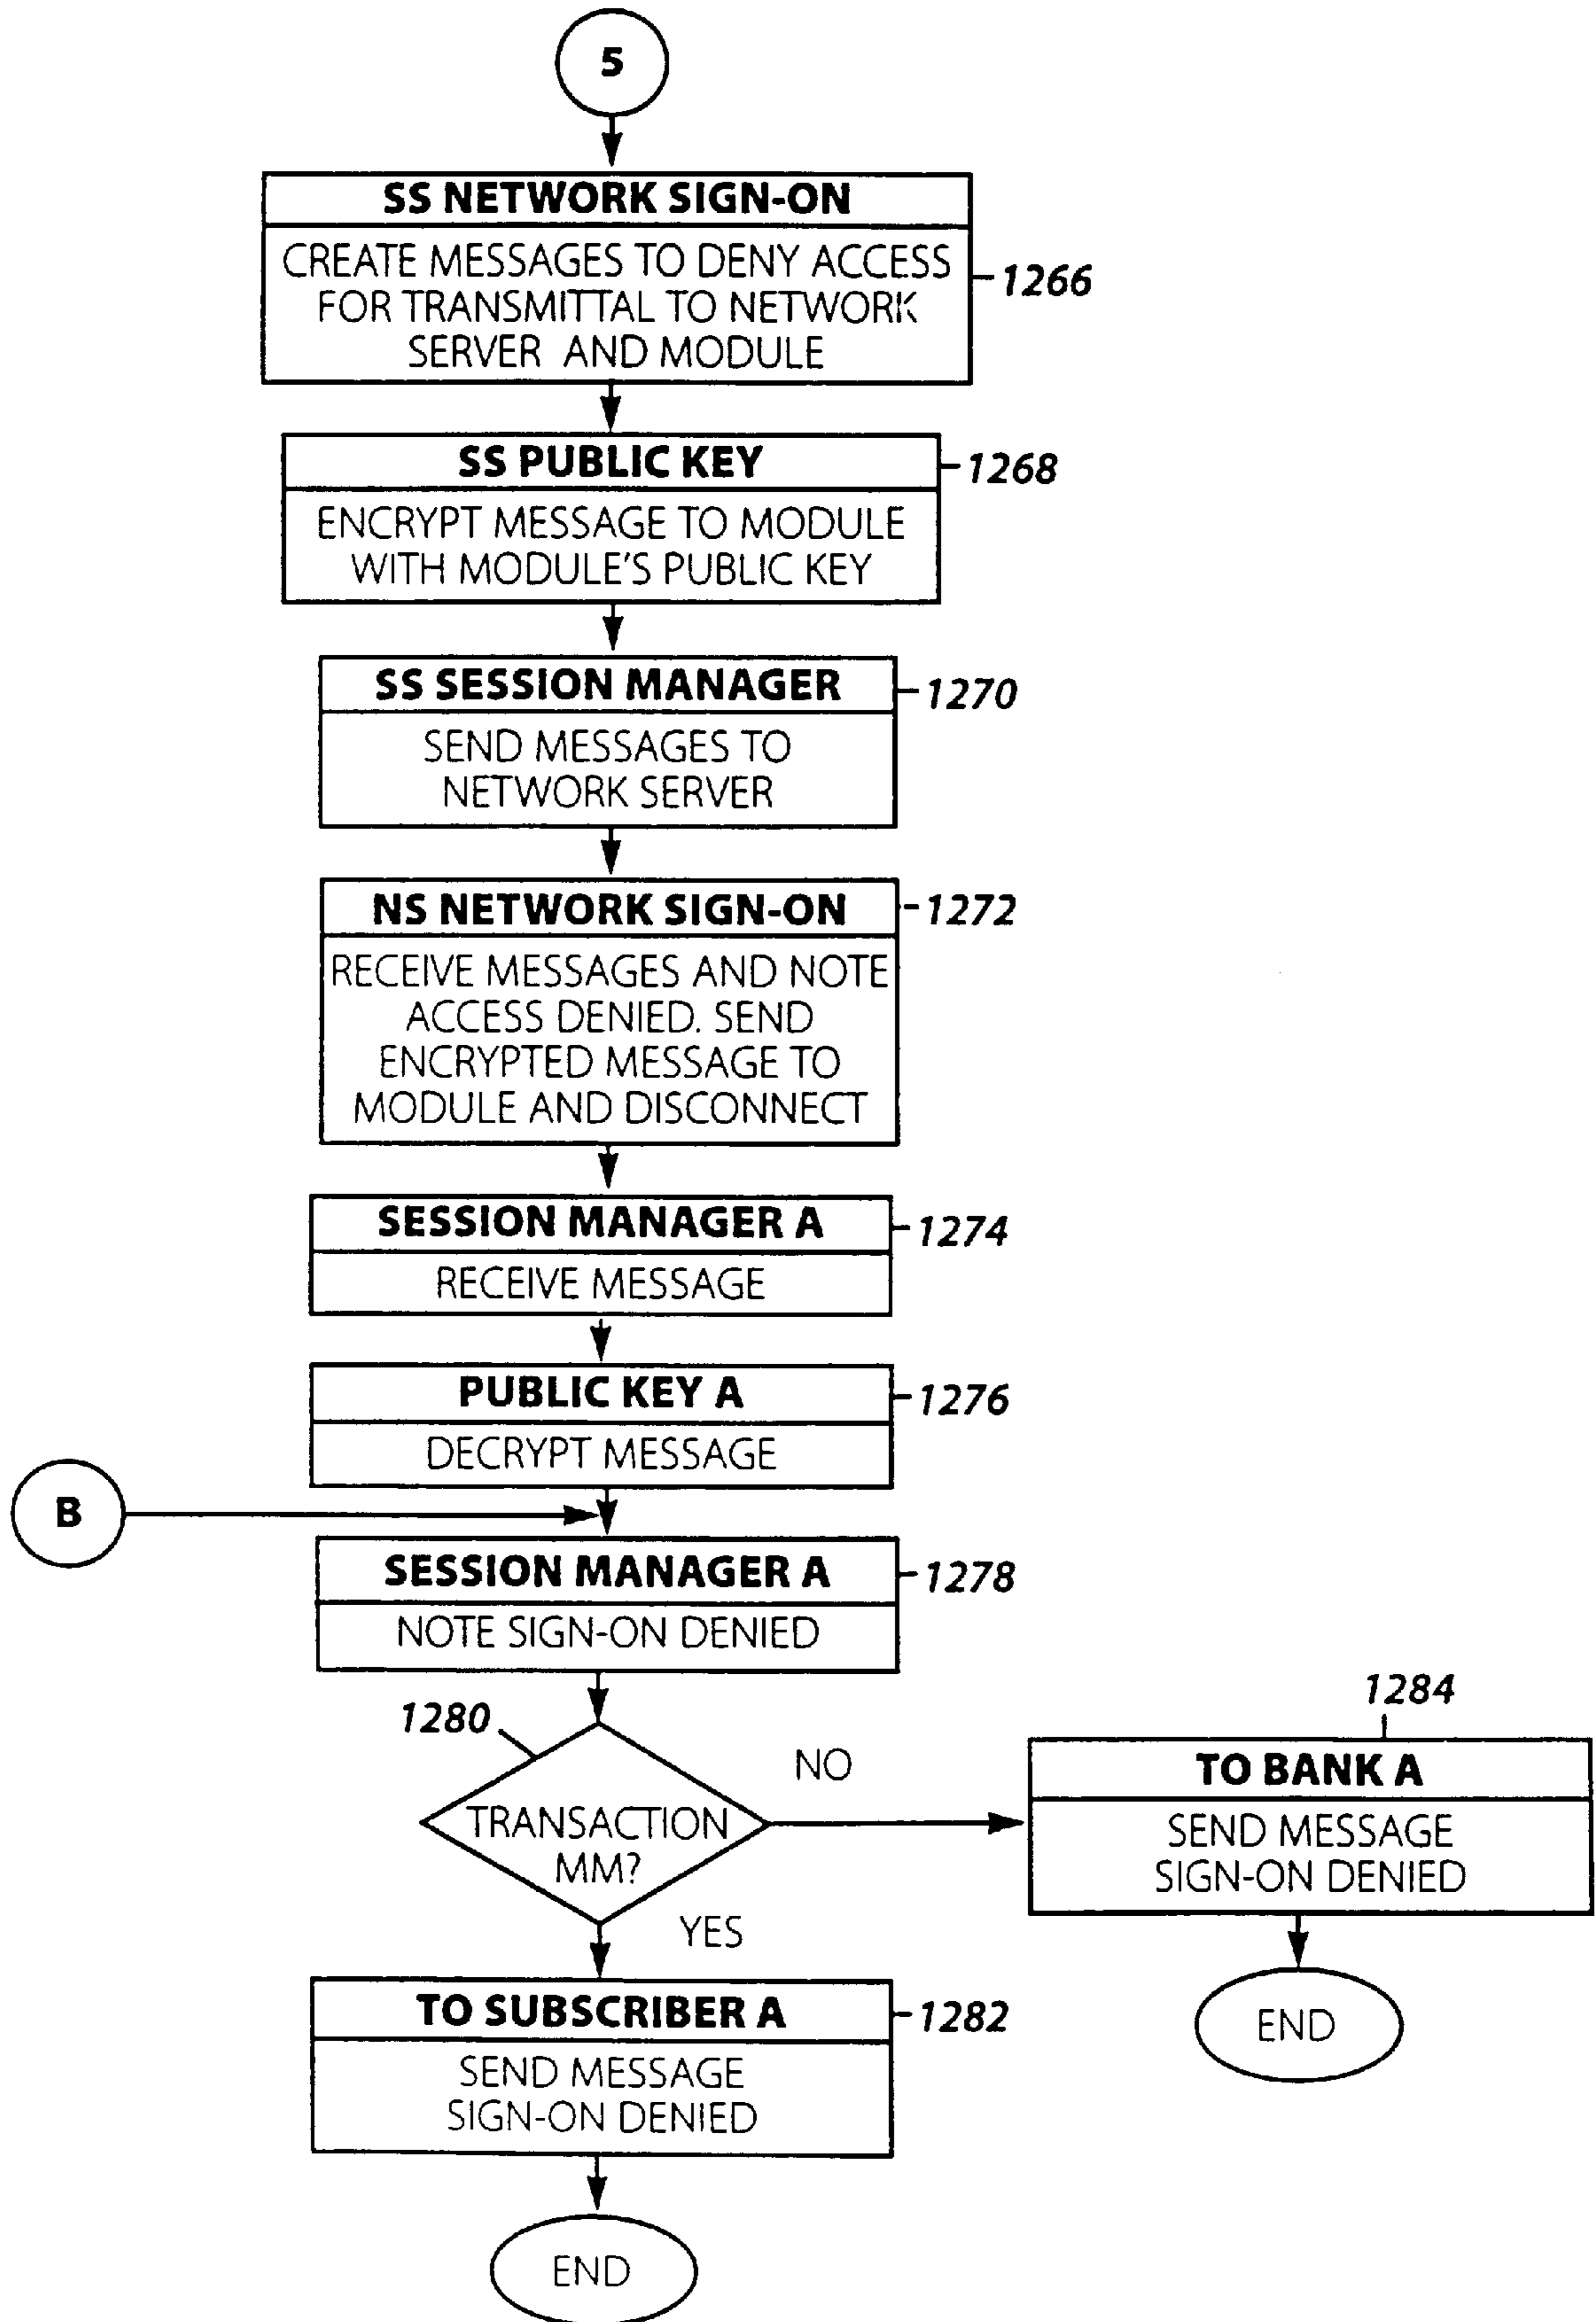 5
SS NETWORK SIGN-ON
CREATE MESSAGES TO DENY ACCESS
FOR TRANSMITTAL TO NETWORK
SERVER AND MODULE
1266
SS PUBLIC KEY
1268
ENCRYPT MESSAGE TO MODULE
WITH MODULE'S PUBLIC KEY
SS SESSION MANAGER
1270
SEND MESSAGES TO
NETWORK SERVER
NS NETWORK SIGN-ON
1272
RECEIVE MESSAGES AND NOTE
ACCESS DENIED. SEND
ENCRYPTED MESSAGE TO
MODULE AND DISCONNECT
SESSION MANAGER A
1274
RECEIVE MESSAGE
PUBLIC KEY A
1276
DECRYPT MESSAGE
B
SESSION MANAGER A
1278
NOTE SIGN-ON DENIED
1280
TRANSACTION
MM?
NO
YES
1284
TO BANK A
SEND MESSAGE
SIGN-ON DENIED
END
TO SUBSCRIBER A
1282
SEND MESSAGE
SIGN-ON DENIED
END